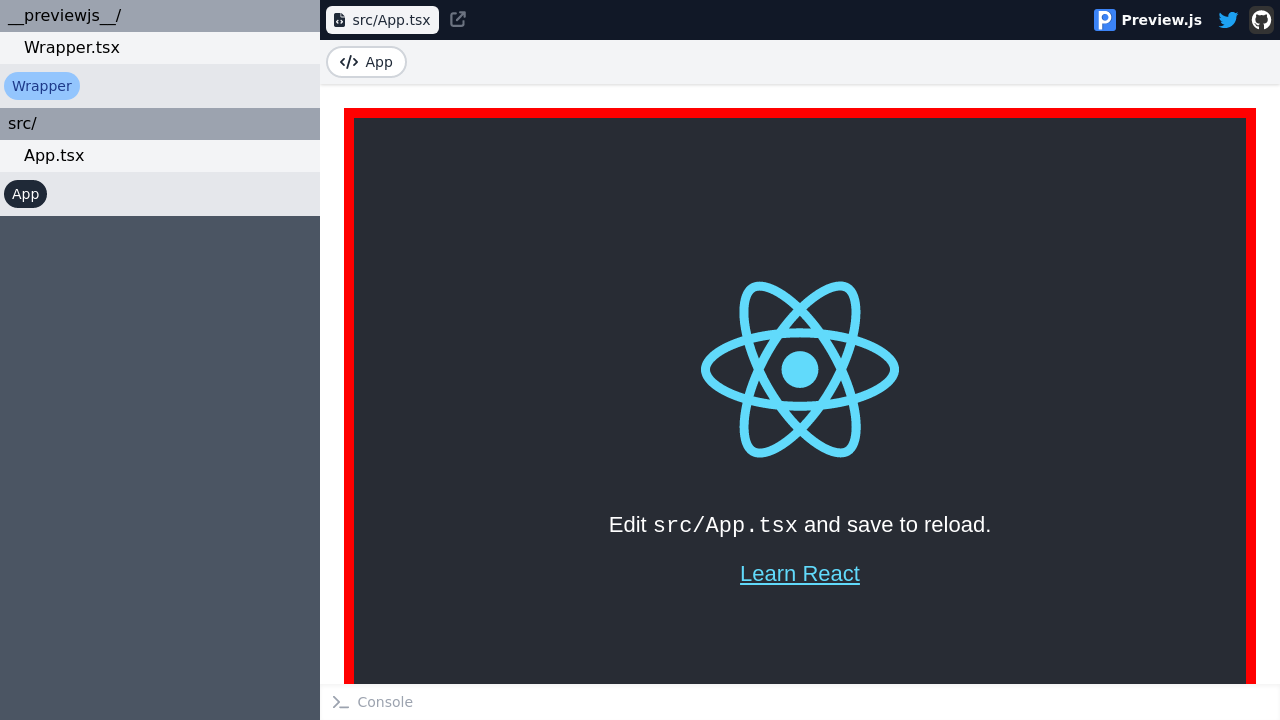 __previewjs__/
Wrapper.tsx
Wrapper
src/
App.tsx
App
src/App.tsx
Preview.js
App
Edit src/App.tsx and save to reload.
Learn React
Console